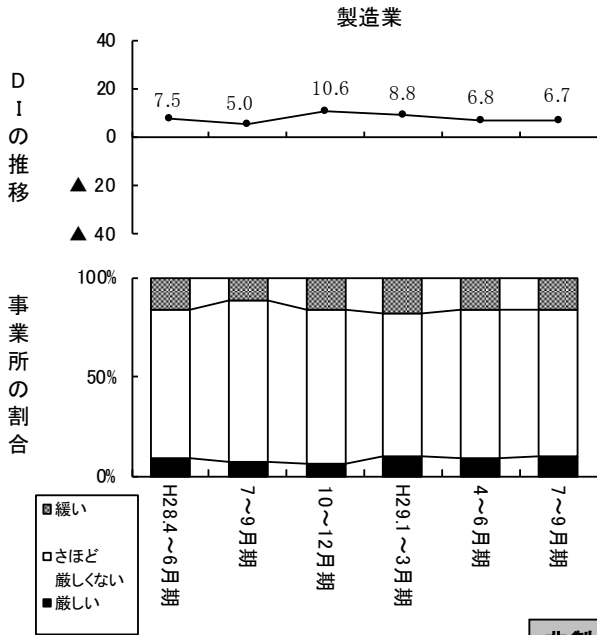 製造業
DIの推移
40
20
0
▲ 20
▲ 40
7.5
5.0
10.6
8.8
6.8
6.7
事業所の割合
100%
50%
0%
H28.4～6月期
7～9月期
10～12月期
H29.1～3月期
4～6月期
7～9月期
緩い
さほど
厳しくない
厳しい